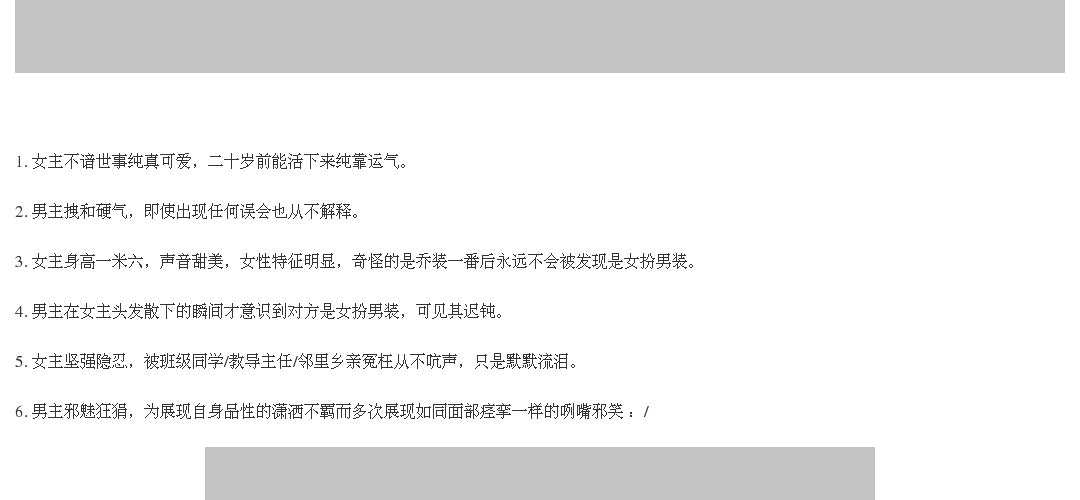 1. 女主不谙世事纯真可爱，二十岁前能活下来纯靠运气。
2. 男主拽和硬气，即使出现任何误会也从不解释。
3. 女主身高一米六，声音甜美，女性特征明显，奇怪的是乔装一番后永远不会被发现是女扮男装。
4. 男主在女主头发散下的瞬间才意识到对方是女扮男装，可见其迟钝。
5. 女主坚强隐忍，被班级同学/教导主任/邻里乡亲冤枉从不吭声，只是默默流泪。
6. 男主邪魅狂狷，为展现自身品性的潇洒不羁而多次展现如同面部痉挛一样的咧嘴邪笑：/